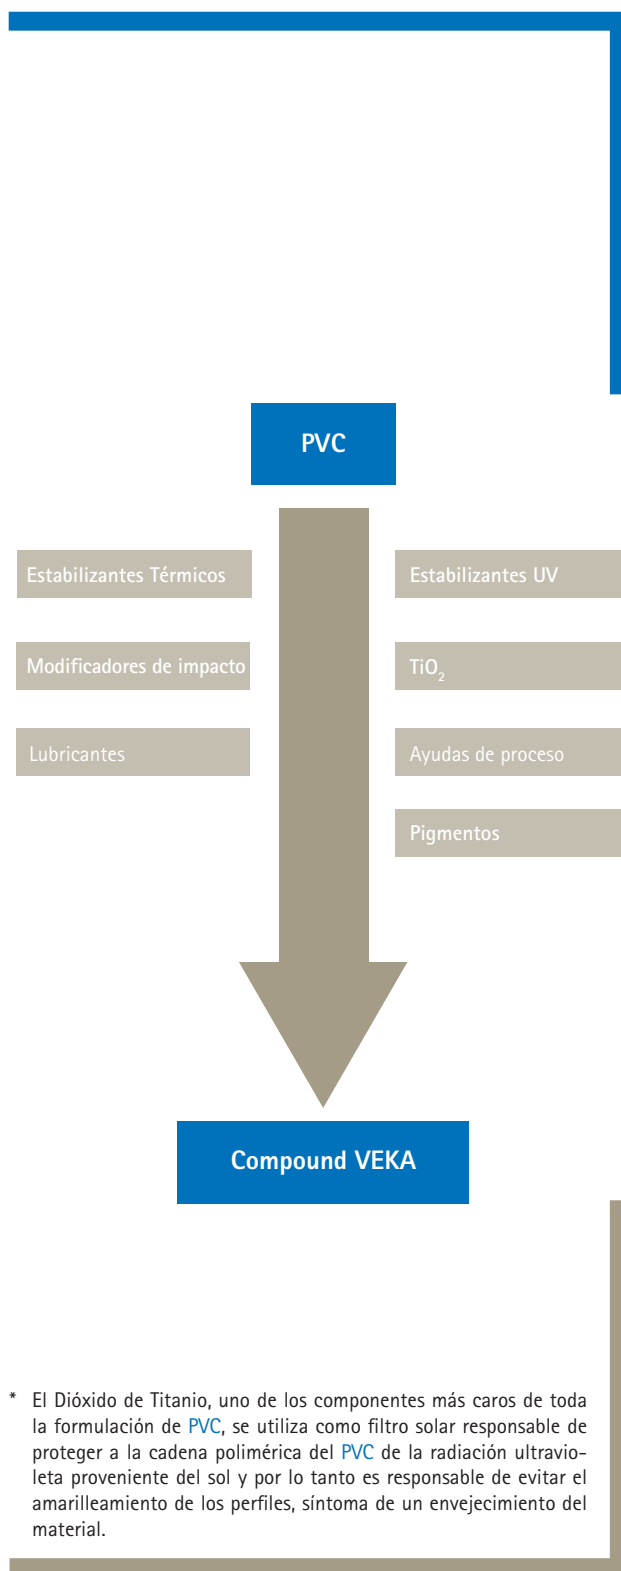 PVC
Estabilizantes Térmicos
Estabilizantes UV
Modificadores de impacto
TiO₂
Lubricantes
Ayudas de proceso
Pigmentos
Compound VEKA
* El Dióxido de Titanio, uno de los componentes más caros de toda
la formulación de PVC, se utiliza como filtro solar responsable de
proteger a la cadena polimérica del PVC de la radiación ultravio-
leta proveniente del sol y por lo tanto es responsable de evitar el
amarilleamiento de los perfiles, síntoma de un envejecimiento del
material.